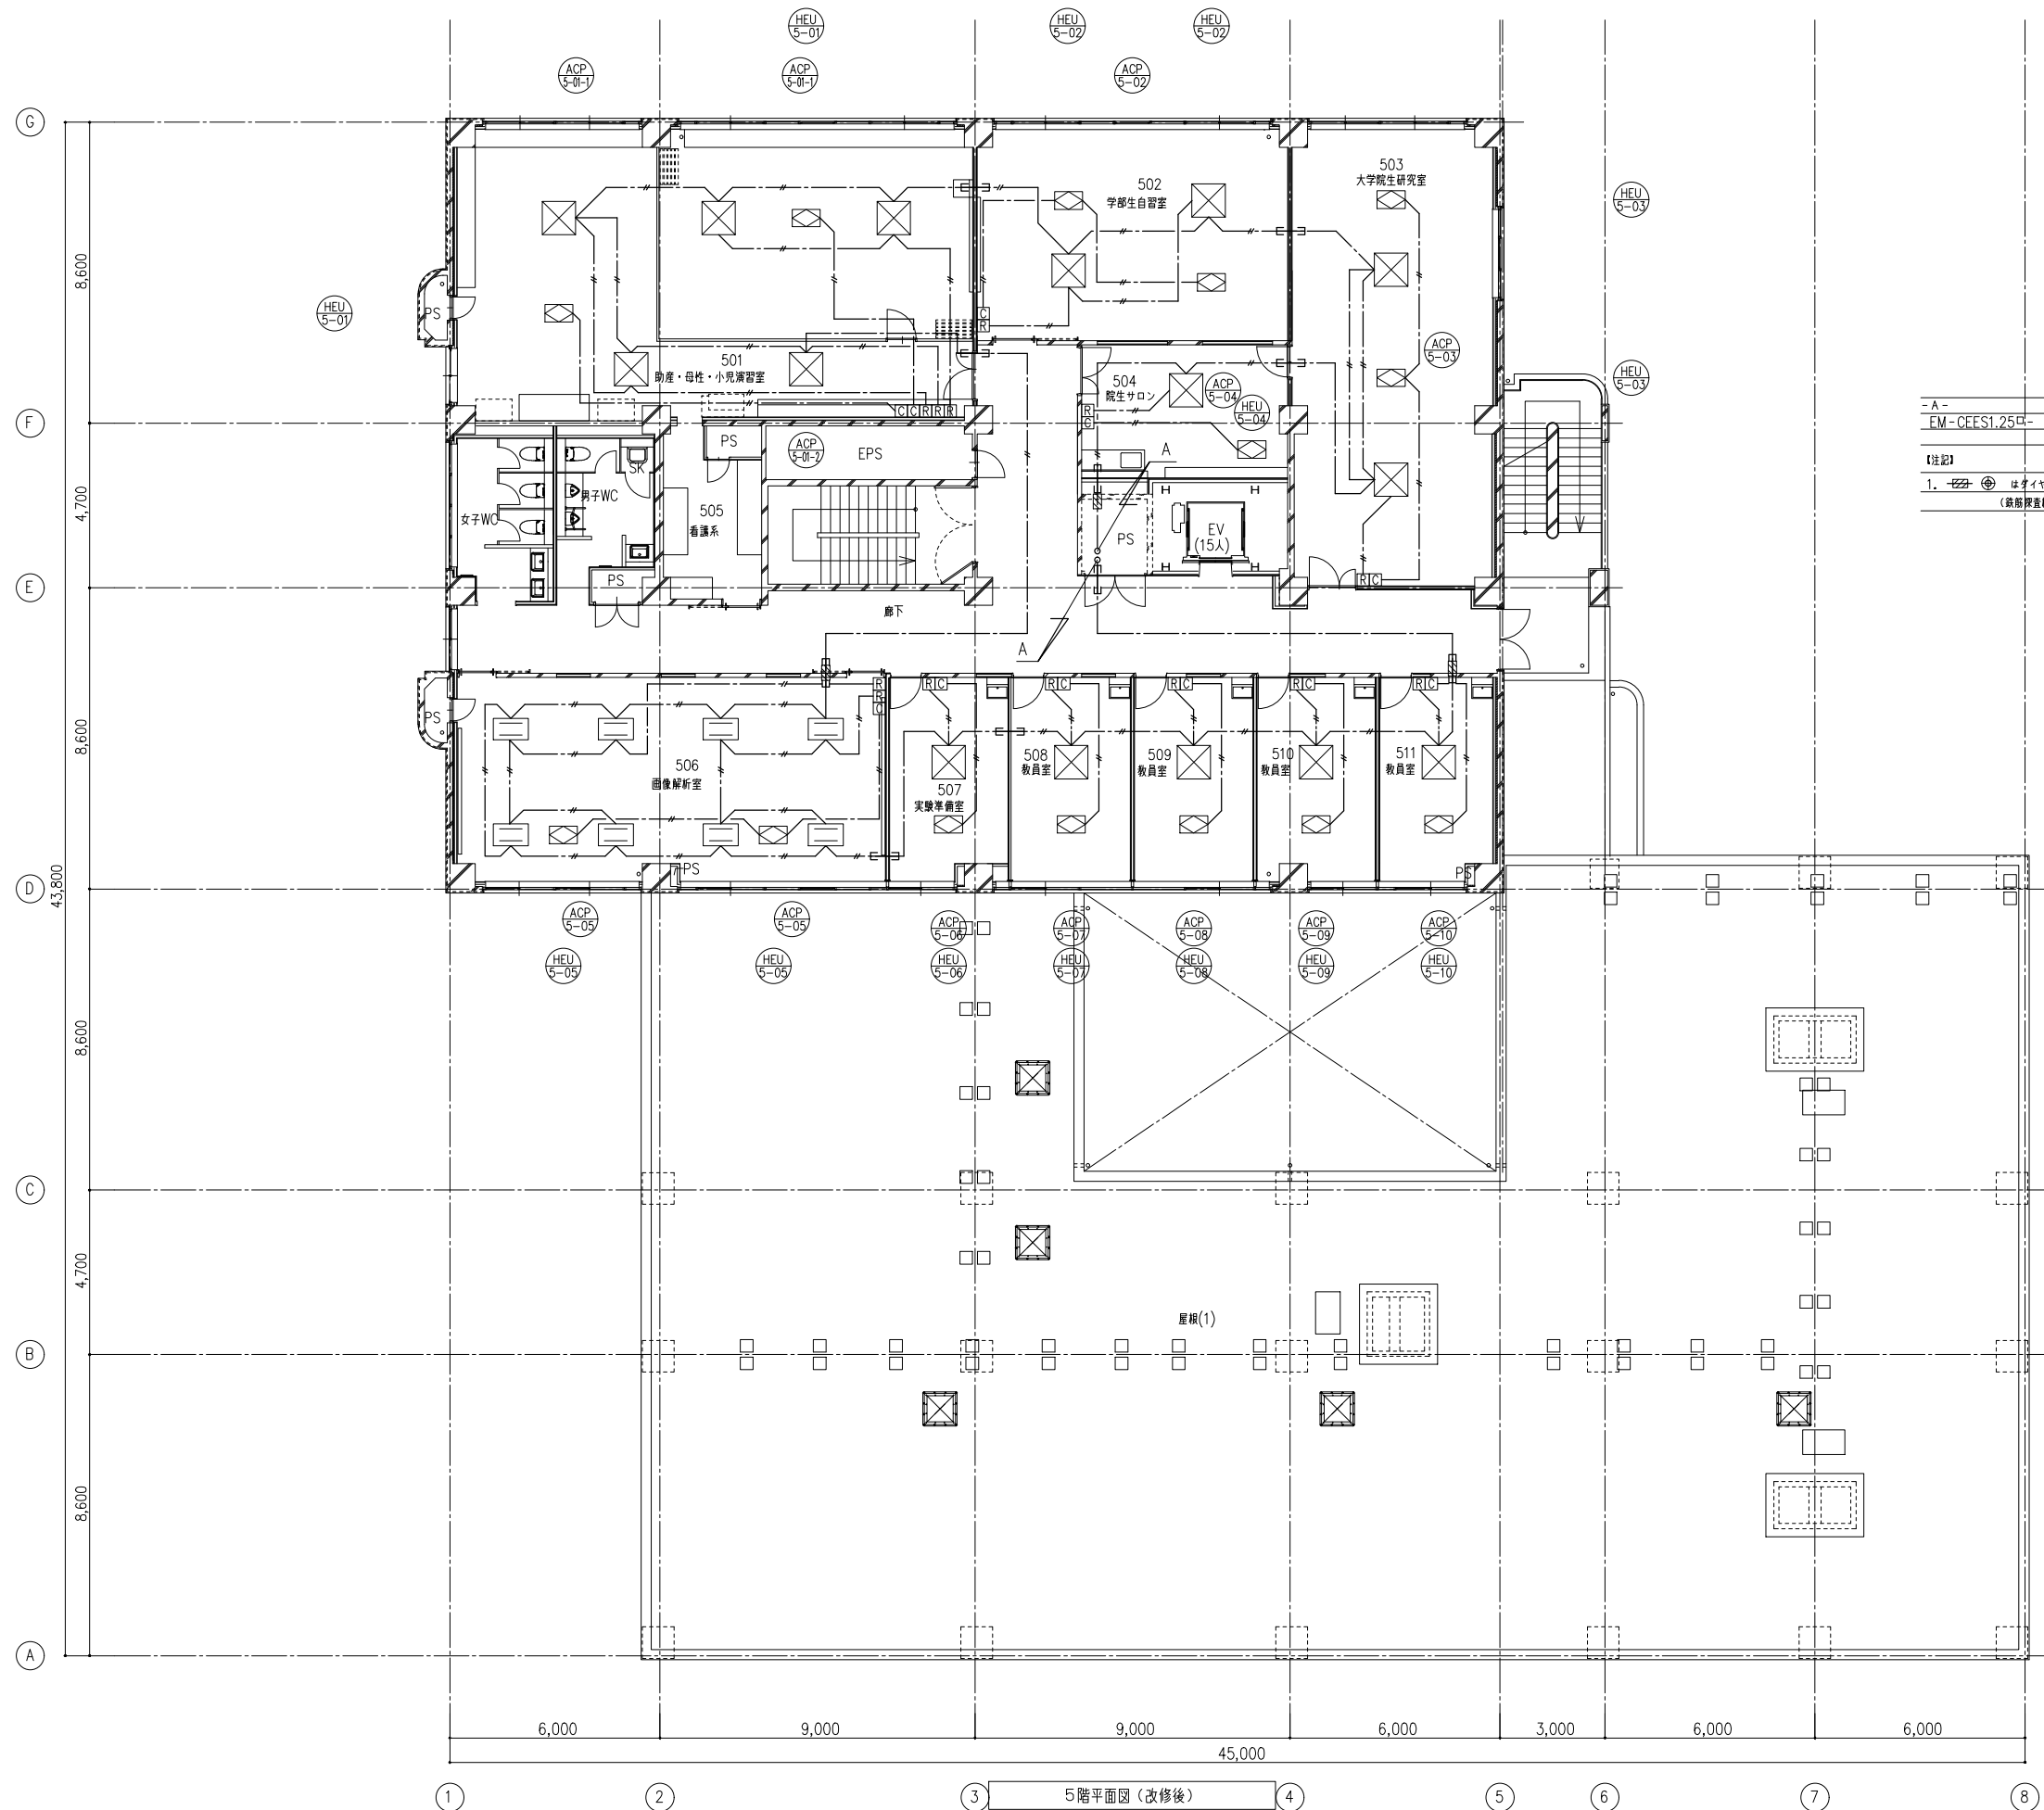 HEU
5-01
HEU
5-02
HEU
5-02
ACP
5-01-1
ACP
5-01-1
ACP
5-02
G
503
大学院生研究室
502
学部生自習室
HEU
5-03
8,600
HEU
5-01
PS
C
R
ACP
5-03
501
助産・母性・小児演習室
504
院生サロン
ACP
5-04
HEU
5-03
R
C
HEU
5-04
C C R R R
F
- A -
EM-CEES1.25□-
PS
ACP
5-01-2
EPS
A
SK
【注記】
1.
はダイヤ
(鉄筋探査
4,700
男子WC
女子WC
505
看護系
PS
EV
(15人)
E
PS
R C
廊下
A
R
R
C
R C
R C
R C
R C
R C
PS
8,600
506
画像解析室
507
実験準備室
508
教員室
509
教員室
510
教員室
511
教員室
PS
PS
D
43,800
ACP
5-05
ACP
5-05
ACP
5-06
ACP
5-07
ACP
5-08
ACP
5-09
ACP
5-10
HEU
5-05
HEU
5-05
HEU
5-06
HEU
5-07
HEU
5-08
HEU
5-09
HEU
5-10
8,600
C
4,700
屋根(1)
B
8,600
A
6,000
9,000
9,000
6,000
3,000
6,000
6,000
45,000
1
2
3
5階平面図(改修後)
4
5
6
7
8